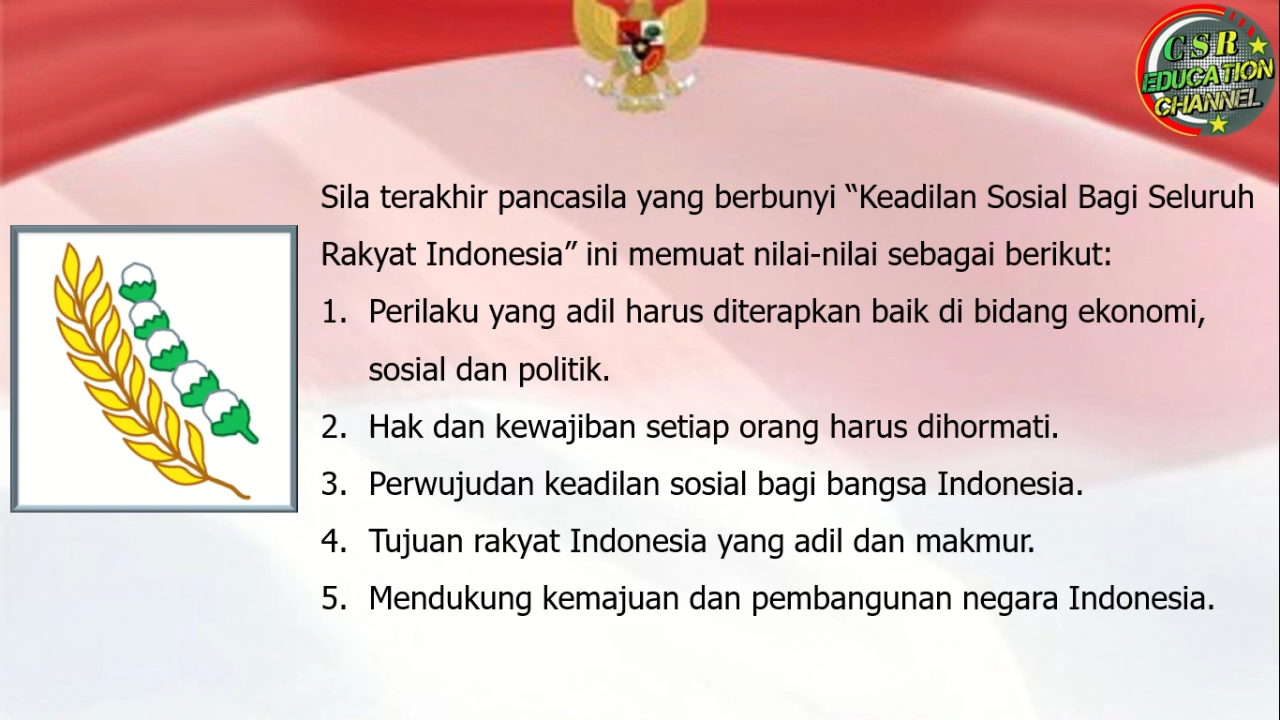 CSR
EDUCATION
CHANNEL
Sila terakhir pancasila yang berbunyi “Keadilan Sosial Bagi Seluruh
Rakyat Indonesia” ini memuat nilai-nilai sebagai berikut:
1. Perilaku yang adil harus diterapkan baik di bidang ekonomi,
sosial dan politik.
2. Hak dan kewajiban setiap orang harus dihormati.
3. Perwujudan keadilan sosial bagi bangsa Indonesia.
4. Tujuan rakyat Indonesia yang adil dan makmur.
5. Mendukung kemajuan dan pembangunan negara Indonesia.